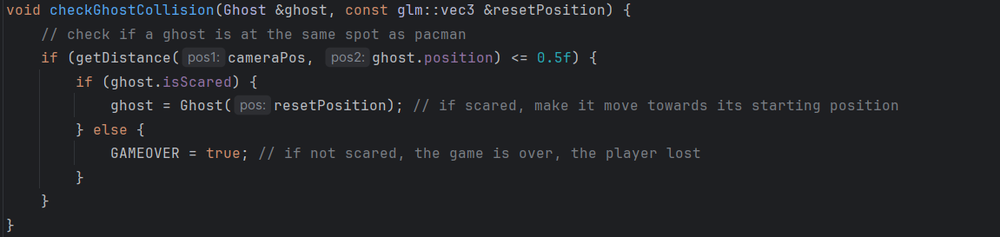 void checkGhostCollision(Ghost &ghost, const glm::vec3 &resetPosition) {
    // check if a ghost is at the same spot as pacman
    if (getDistance( pos1: cameraPos, pos2: ghost.position) <= 0.5f) {
        if (ghost.isScared) {
            ghost = Ghost( pos: resetPosition); // if scared, make it move towards its starting position
        } else {
            GAMEOVER = true; // if not scared, the game is over, the player lost
        }
    }
}